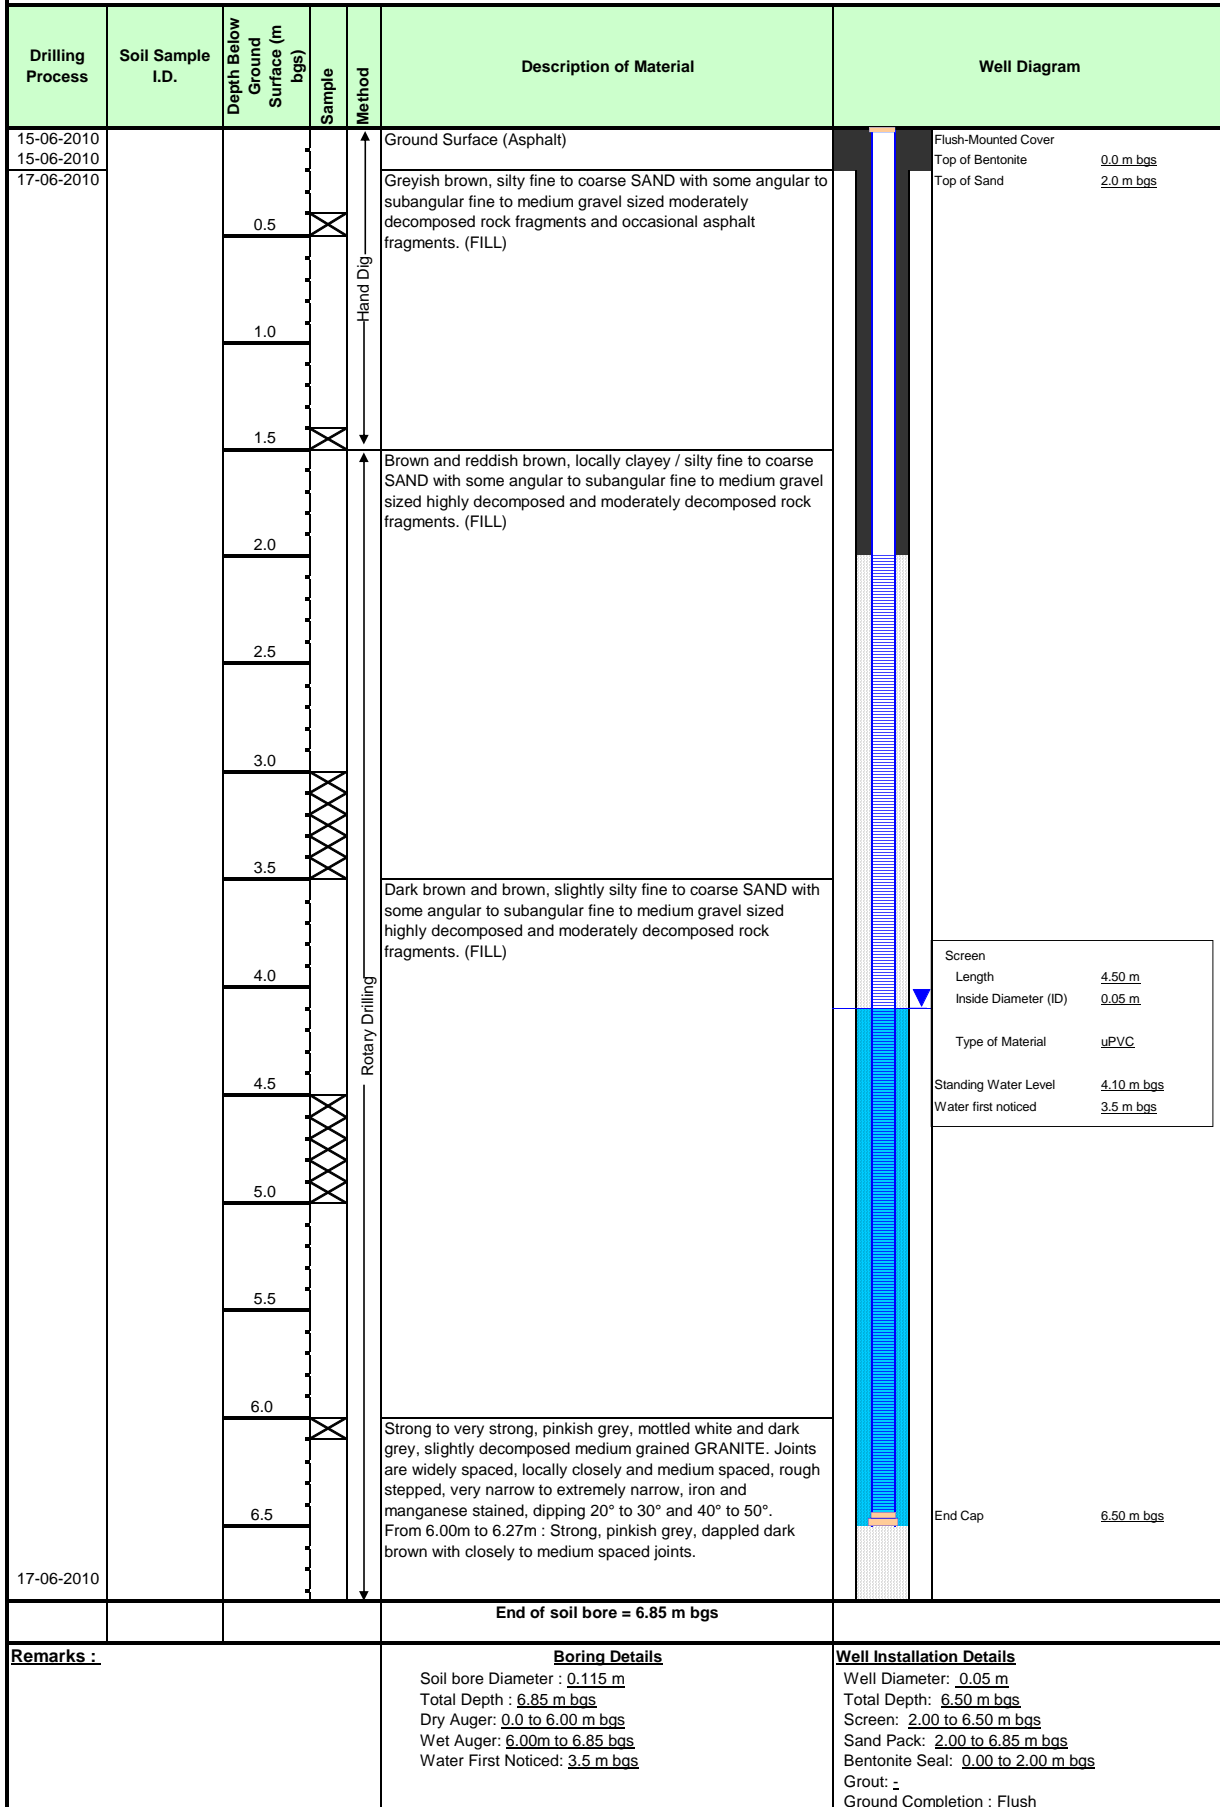 Drilling
Process
Soil Sample
I.D.
Depth Below
Ground
Surface (m
bgs)
Sample
Method
Description of Material
Well Diagram
15-06-2010
15-06-2010
17-06-2010
Ground Surface (Asphalt)
Flush-Mounted Cover
Top of Bentonite 0.0 m bgs
Top of Sand 2.0 m bgs
Greyish brown, silty fine to coarse SAND with some angular to
subangular fine to medium gravel sized moderately
decomposed rock fragments and occasional asphalt
fragments. (FILL)
0.5
Hand Dig
1.0
1.5
Brown and reddish brown, locally clayey / silty fine to coarse
SAND with some angular to subangular fine to medium gravel
sized highly decomposed and moderately decomposed rock
fragments. (FILL)
2.0
2.5
3.0
3.5
Dark brown and brown, slightly silty fine to coarse SAND with
some angular to subangular fine to medium gravel sized
highly decomposed and moderately decomposed rock
fragments. (FILL)
4.0
Rotary Drilling
Screen
Length 4.50 m
Inside Diameter (ID) 0.05 m
Type of Material uPVC
Standing Water Level 4.10 m bgs
Water first noticed 3.5 m bgs
4.5
5.0
5.5
6.0
Strong to very strong, pinkish grey, mottled white and dark
grey, slightly decomposed medium grained GRANITE. Joints
are widely spaced, locally closely and medium spaced, rough
stepped, very narrow to extremely narrow, iron and
manganese stained, dipping 20° to 30° and 40° to 50°.
From 6.00m to 6.27m : Strong, pinkish grey, dappled dark
brown with closely to medium spaced joints.
6.5
End Cap 6.50 m bgs
17-06-2010
End of soil bore = 6.85 m bgs
Remarks :
Boring Details
Soil bore Diameter : 0.115 m
Total Depth : 6.85 m bgs
Dry Auger: 0.0 to 6.00 m bgs
Wet Auger: 6.00m to 6.85 m bgs
Water First Noticed: 3.5 m bgs
Well Installation Details
Well Diameter: 0.05 m
Total Depth: 6.50 m bgs
Screen: 2.00 to 6.50 m bgs
Sand Pack: 2.00 to 6.85 m bgs
Bentonite Seal: 0.00 to 2.00 m bgs
Grout: -
Ground Completion : Flush